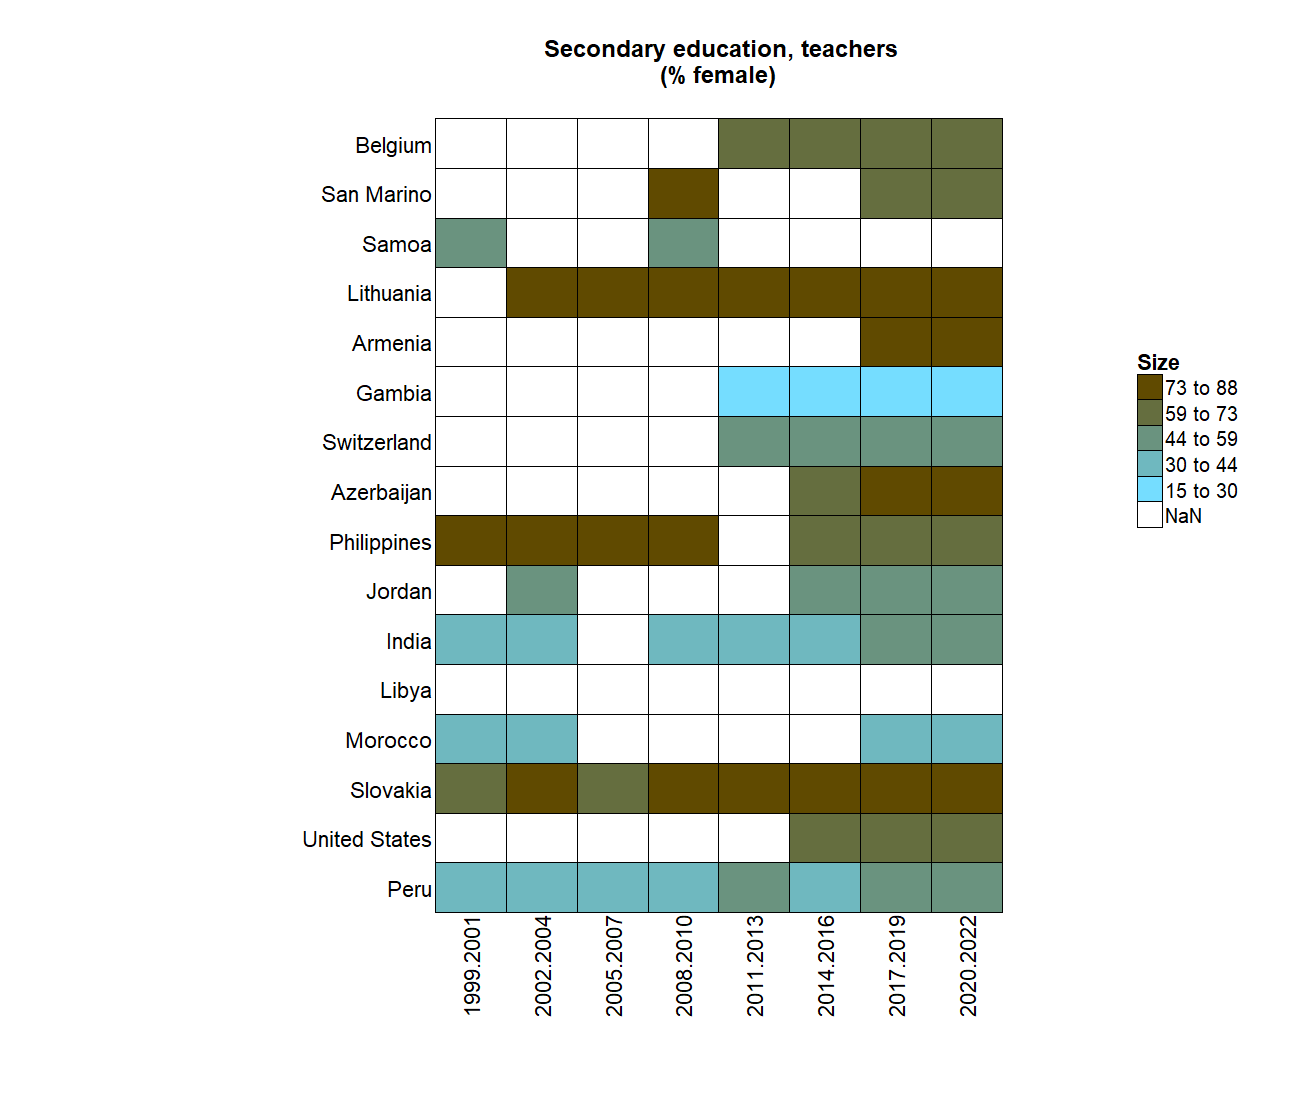 Secondary education, teachers
(% female)
Belgium
San Marino
Samoa
Lithuania
Armenia
Gambia
Switzerland
Azerbaijan
Philippines
Jordan
India
Libya
Morocco
Slovakia
United States
Peru
1999.2001
2002.2004
2005.2007
2008.2010
2011.2013
2014.2016
2017.2019
2020.2022
Size
73 to 88
59 to 73
44 to 59
30 to 44
15 to 30
NaN